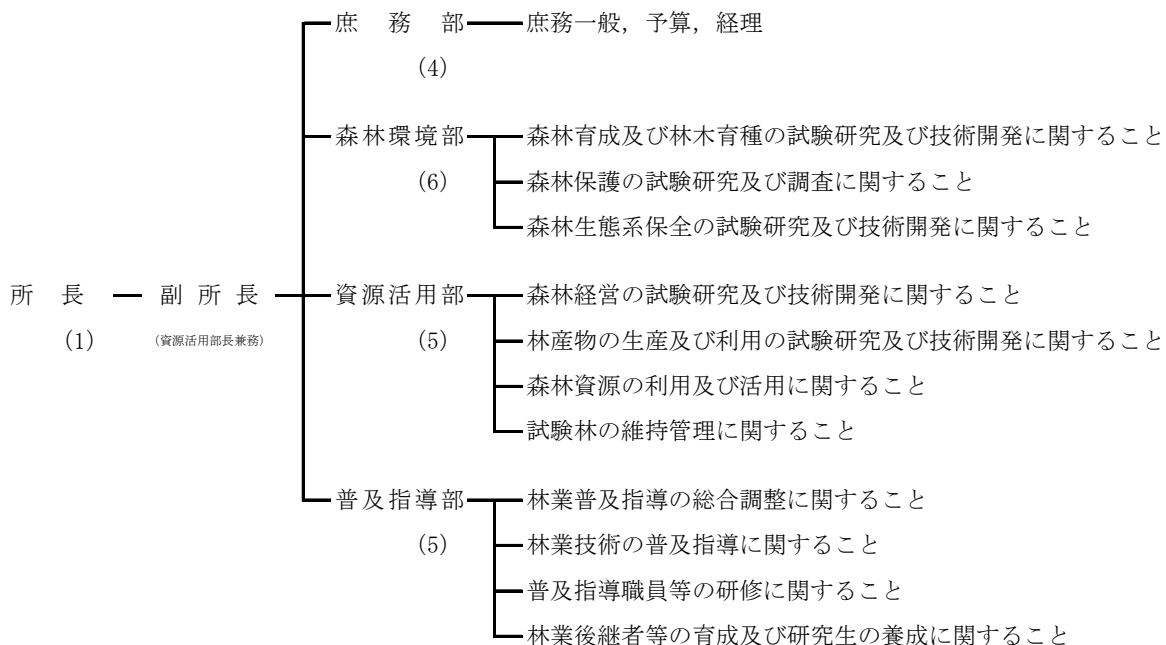 庶務部 庶務一般，予算，経理
(4)
森林環境部 森林育成及び林木育種の試験研究及び技術開発に関すること
(6) 森林保護の試験研究及び調査に関すること
森林生態系保全の試験研究及び技術開発に関すること
所長 副所長 資源活用部 森林経営の試験研究及び技術開発に関すること
(1) (資源活用部長兼務) (5) 林産物の生産及び利用の試験研究及び技術開発に関すること
森林資源の利用及び活用に関すること
試験林の維持管理に関すること
普及指導部 林業普及指導の総合調整に関すること
(5) 林業技術の普及指導に関すること
普及指導職員等の研修に関すること
林業後継者等の育成及び研究生の養成に関すること